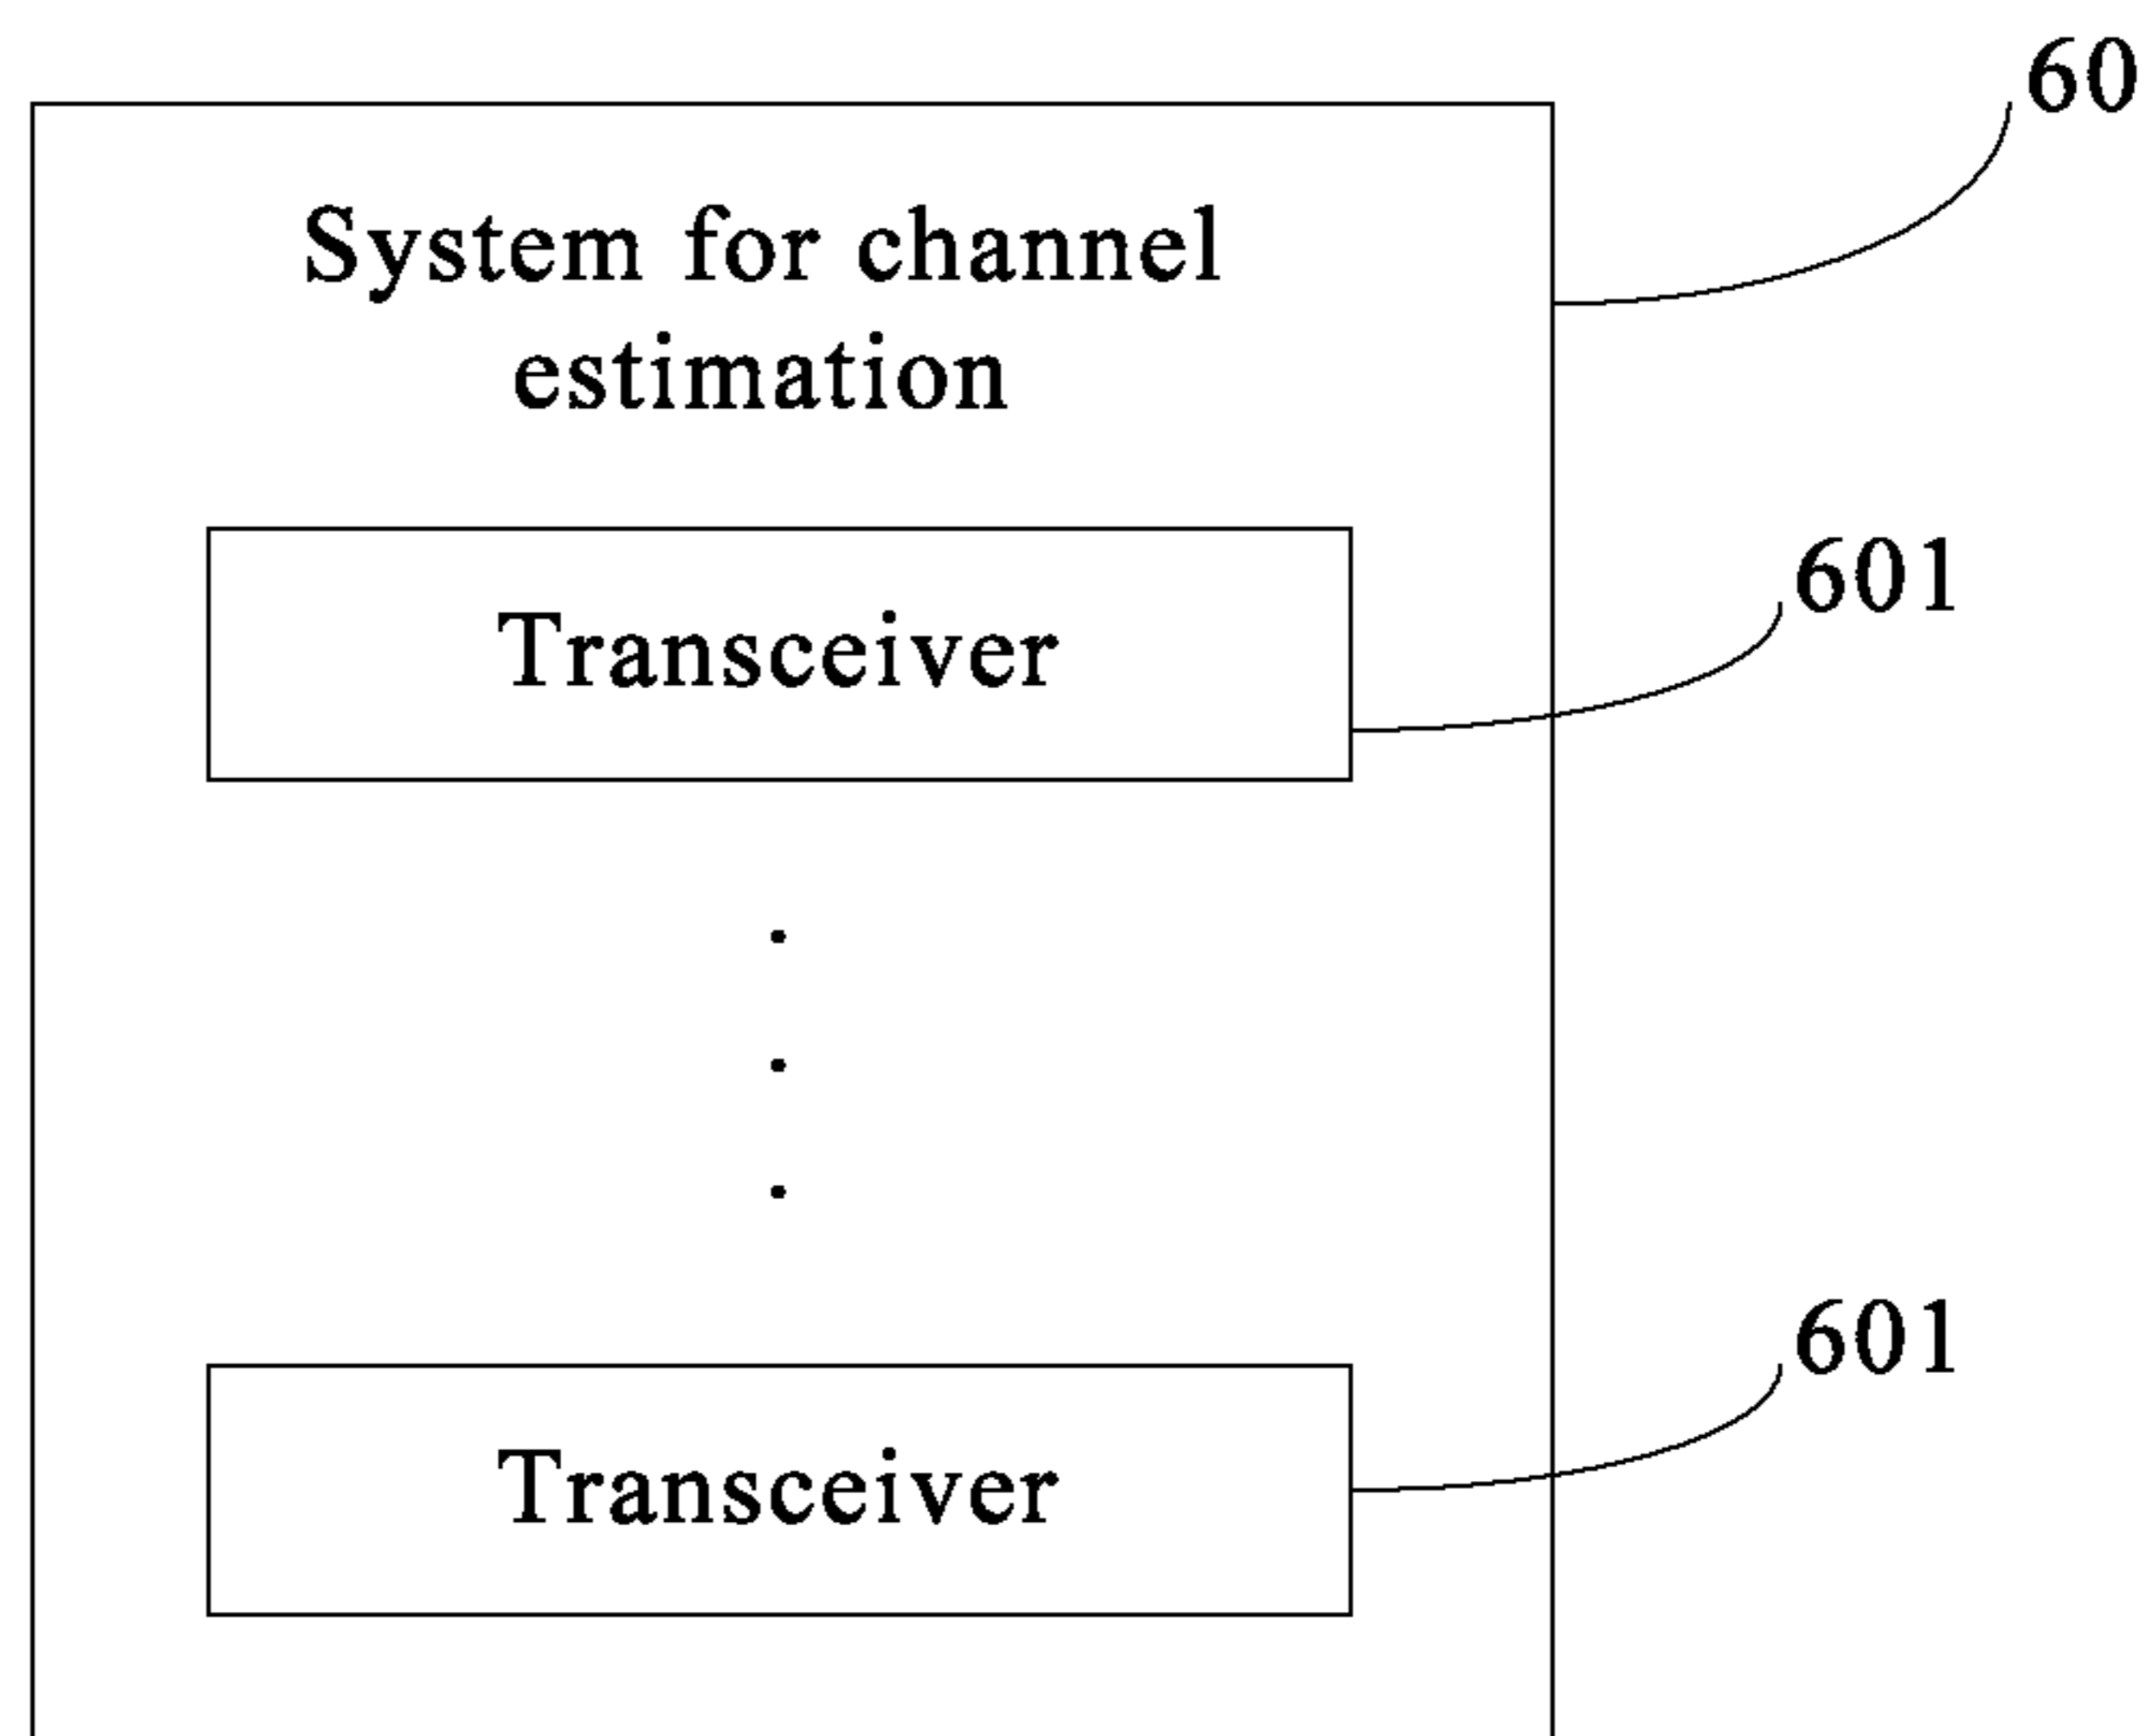 60
System for channel
estimation
601
Transceiver
.
.
.
601
Transceiver